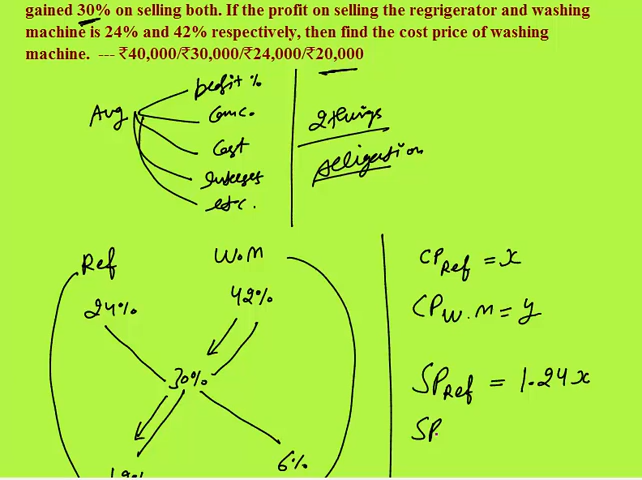 gained 30% on selling both. If the profit on selling the regrigerator and washing
machine is 24% and 42% respectively, then find the cost price of washing
machine. --- ₹40,000/₹30,000/₹24,000/₹20,000
Avg
profit %
Conc.
Cost
etc.
2 things
Alligation
Ref
W.M
24%
42%
30%
6%
CP Ref = x
CP W.M = y
SP Ref = 1.24x
SP